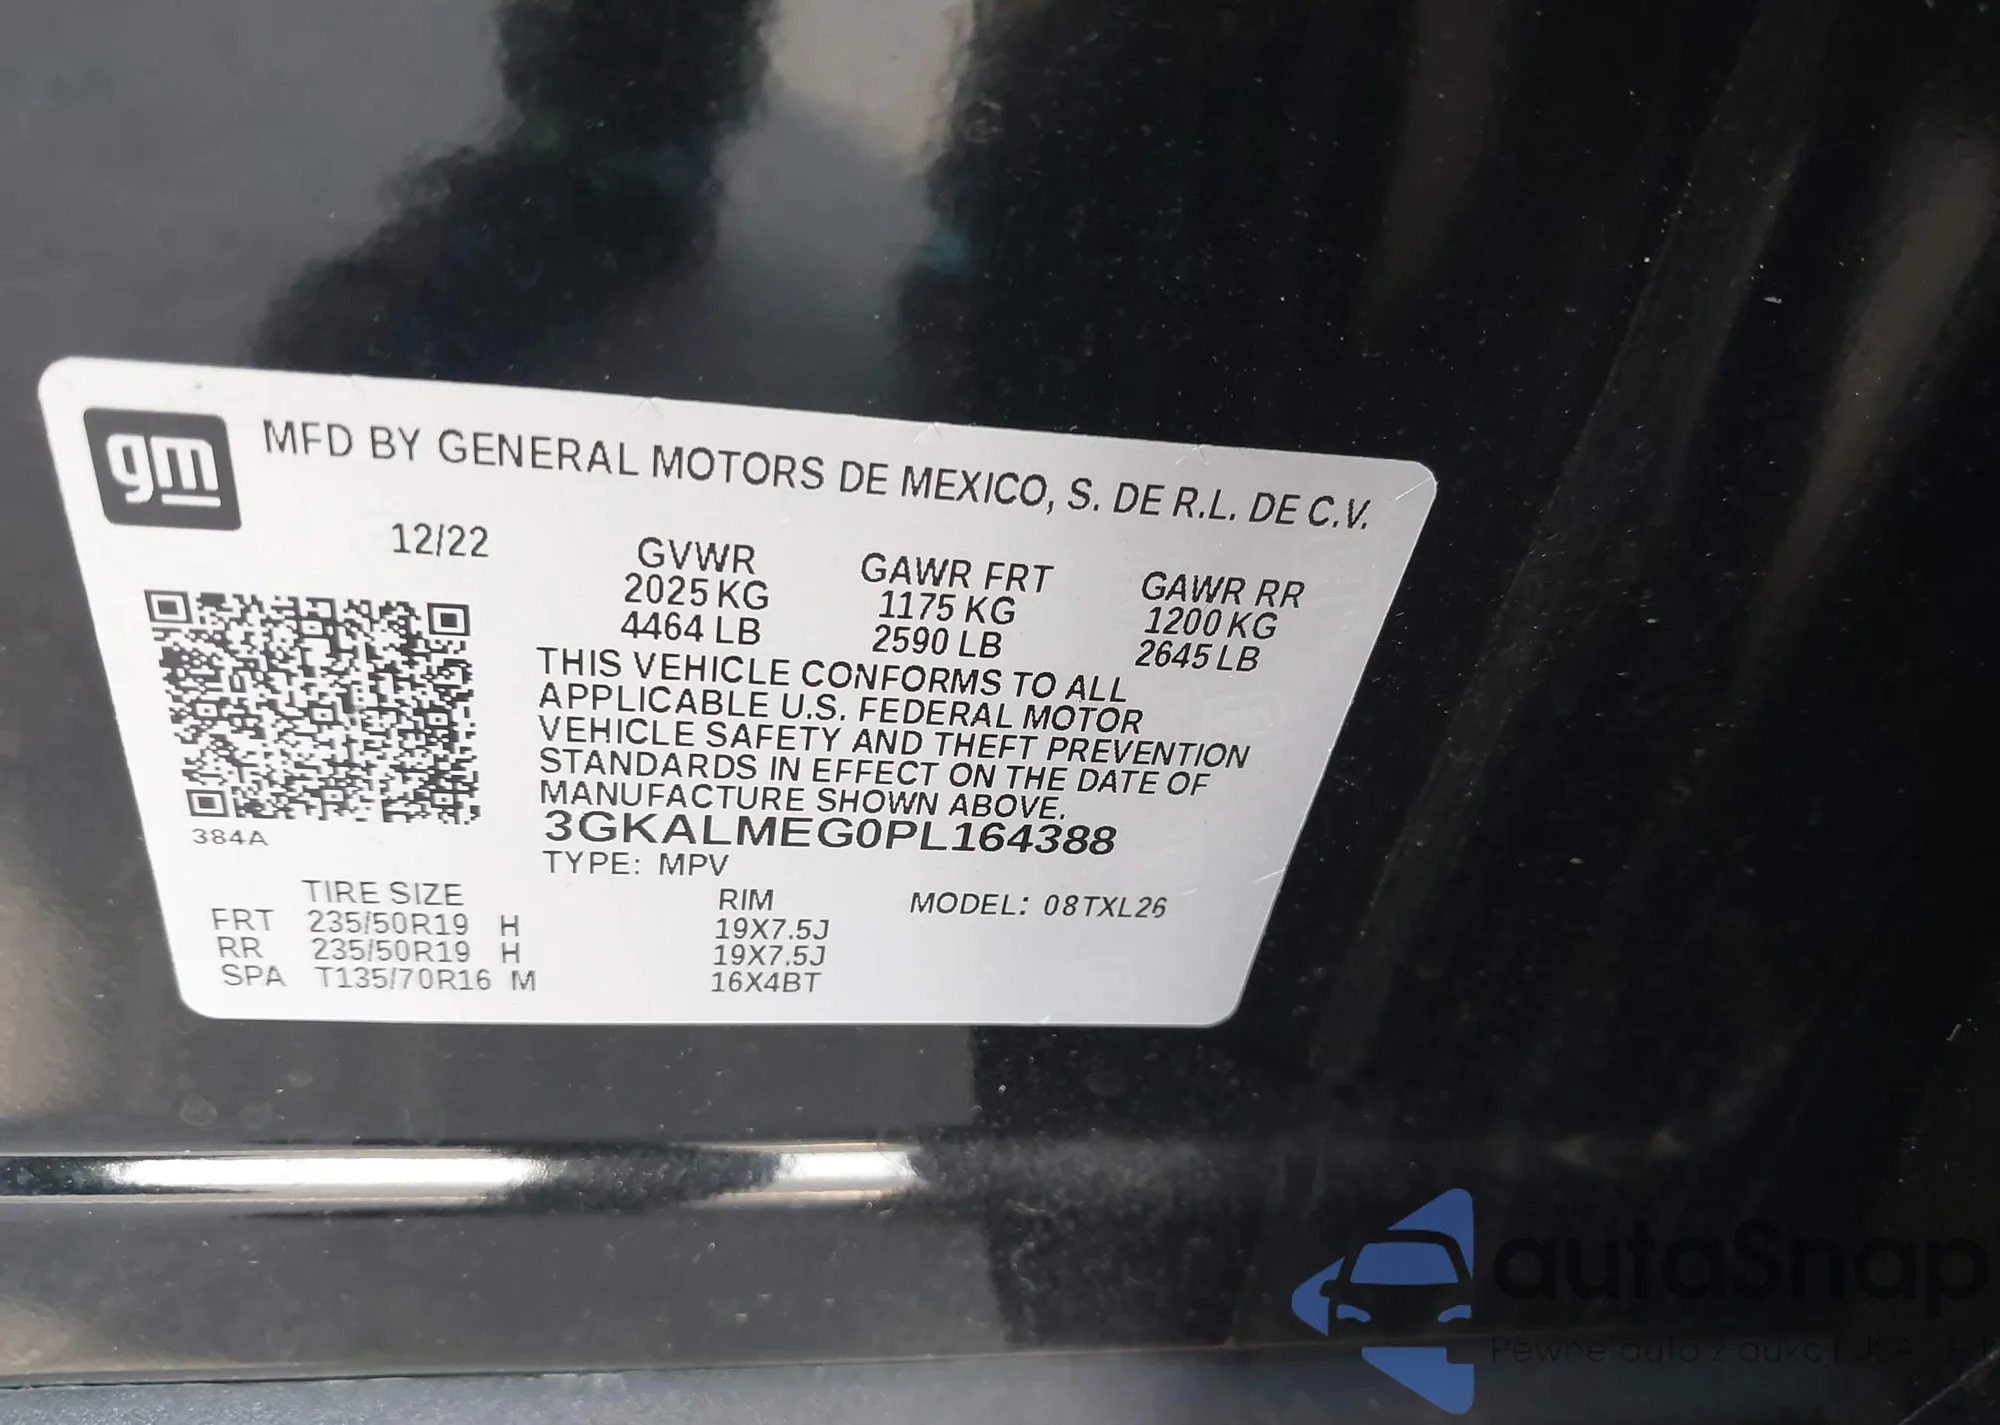 gm
MFD BY GENERAL MOTORS DE MEXICO, S. DE R.L. DE C.V.
12/22
GVWR GAWR FRT GAWR RR
2025 KG 1175 KG 1200 KG
4464 LB 2590 LB 2645 LB
THIS VEHICLE CONFORMS TO ALL
APPLICABLE U.S. FEDERAL MOTOR
VEHICLE SAFETY AND THEFT PREVENTION
STANDARDS IN EFFECT ON THE DATE OF
MANUFACTURE SHOWN ABOVE.
3GKALMEG0PL164388
384A
TYPE: MPV
TIRE SIZE RIM MODEL: 08TXL26
FRT 235/50R19 H 19X7.5J
RR 235/50R19 H 19X7.5J
SPA T135/70R16 M 16X4BT
autaSnap
Pewne auto z aukcji